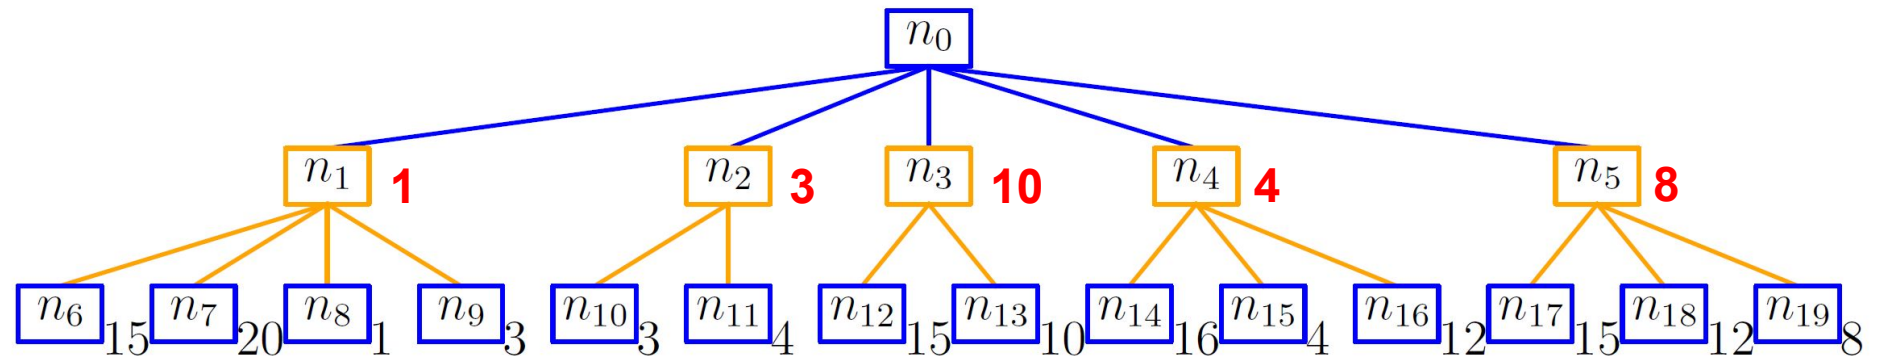 n₀
n₁ 1 n₂ 3 n₃ 10 n₄ 4 n₅ 8
n₆ 15 n₇ 20 n₈ 1 n₉ 3 n₁₀ 3 n₁₁ 4 n₁₂ 15 n₁₃ 10 n₁₄ 16 n₁₅ 4 n₁₆ 12 n₁₇ 15 n₁₈ 12 n₁₉ 8